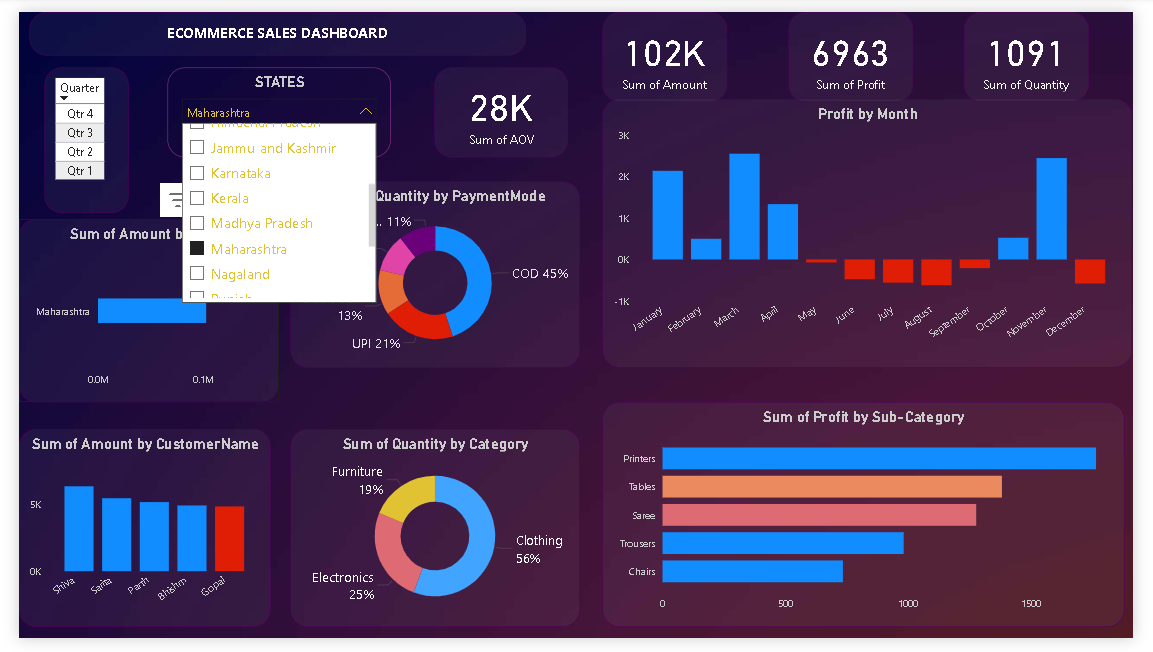 ECOMMERCE SALES DASHBOARD
102K
Sum of Amount
6963
Sum of Profit
1091
Sum of Quantity
Quarter
Qtr 4
Qtr 3
Qtr 2
Qtr 1
STATES
Maharashtra
Jammu and Kashmir
Karnataka
Kerala
Madhya Pradesh
Maharashtra
Nagaland
28K
Sum of AOV
Profit by Month
3K
2K
1K
0K
-1K
January
February
March
April
May
June
July
August
September
October
November
December
Sum of Amount b
Maharashtra
0.0M
0.1M
Quantity by PaymentMode
.. 11%
COD 45%
13%
UPI 21%
Sum of Amount by CustomerName
5K
0K
Shiva
Sarita
Parth
Bhishm
Gopal
Sum of Quantity by Category
Furniture
19%
Clothing
56%
Electronics
25%
Sum of Profit by Sub-Category
Printers
Tables
Saree
Trousers
Chairs
0
500
1000
1500